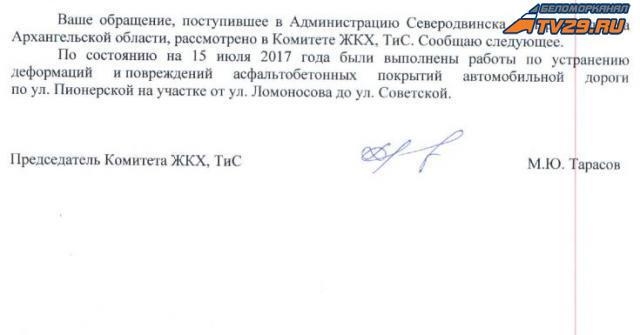 БЕЛОМОРКАНАЛ
TV29.RU
Ваше обращение, поступившее в Администрацию Северодвинска
Архангельской области, рассмотрено в Комитете ЖКХ, ТиС. Сообщаю следующее.
По состоянию на 15 июля 2017 года были выполнены работы по устранению
деформаций и повреждений асфальтобетонных покрытий автомобильной дороги
по ул. Пионерской на участке от ул. Ломоносова до ул. Советской.
Председатель Комитета ЖКХ, ТиС М.Ю. Тарасов